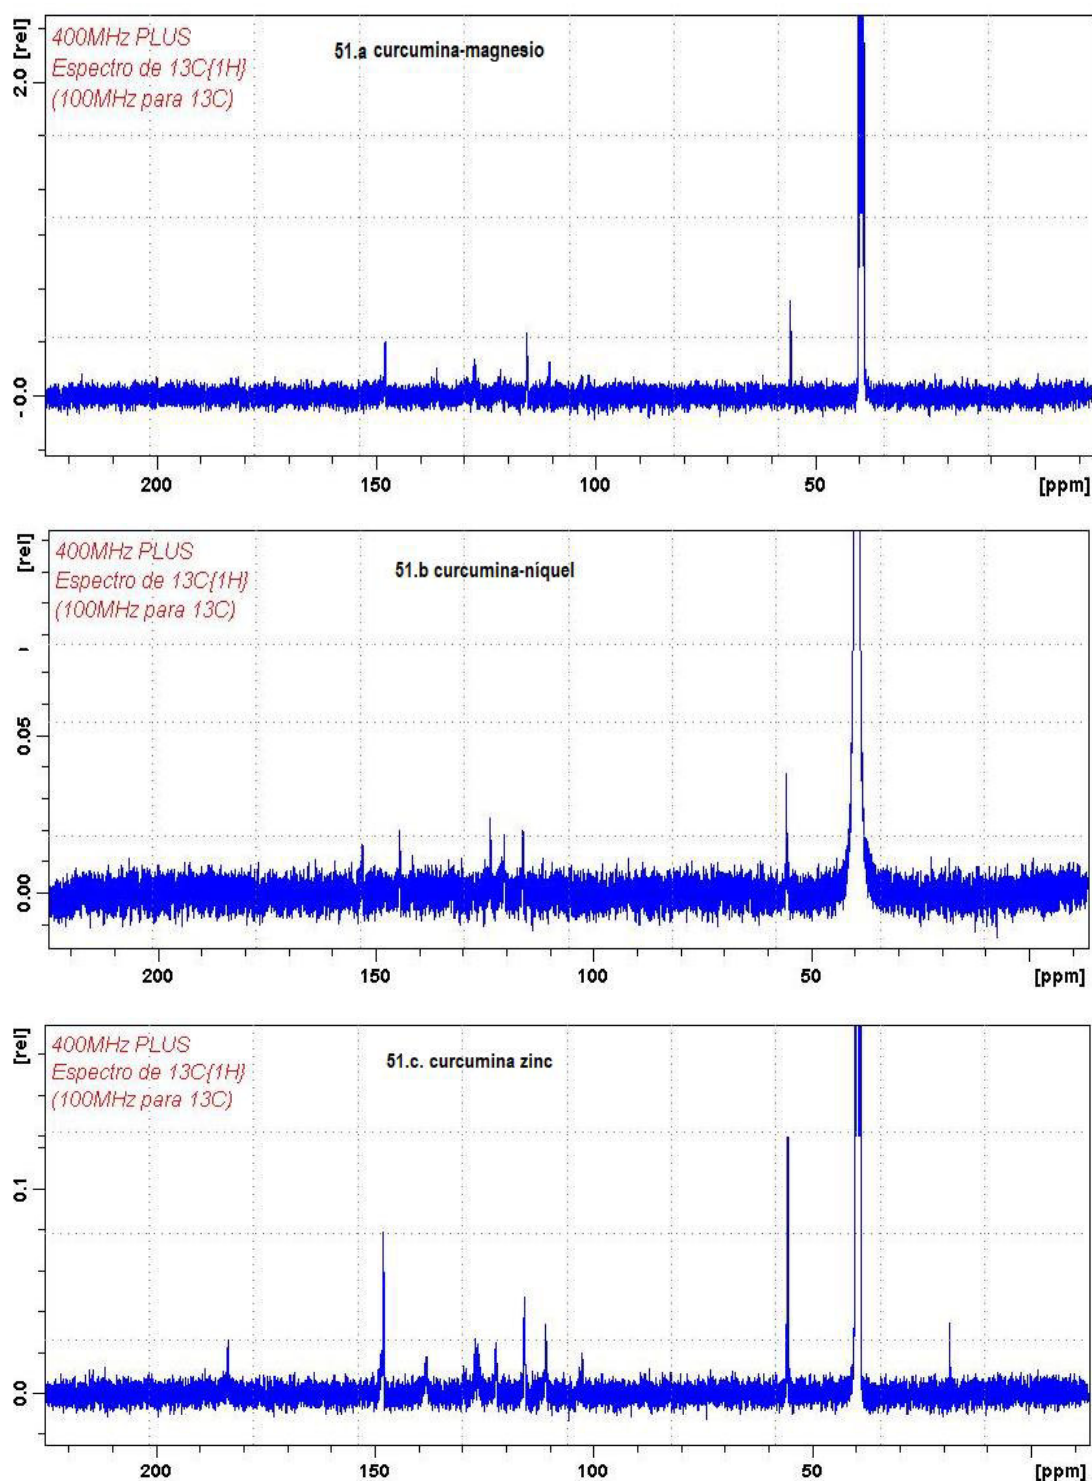 400MHz PLUS
Espectro de 13C{1H}
(100MHz para 13C)
51.a curcumina-magnesio
[rel]
2.0
- 0.0
200
150
100
50
[ppm]
400MHz PLUS
Espectro de 13C{1H}
(100MHz para 13C)
51.b curcumina-níquel
[rel]
0.05
0.00
200
150
100
50
[ppm]
400MHz PLUS
Espectro de 13C{1H}
(100MHz para 13C)
51.c. curcumina zinc
[rel]
0.1
0.0
200
150
100
50
[ppm]